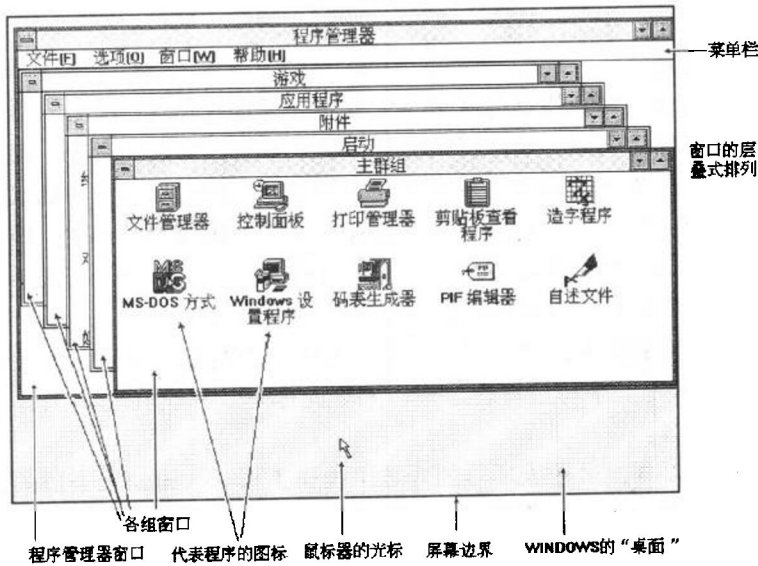 程序管理器
文件[F] 选项[O] 窗口[W] 帮助[H]
菜单栏
游戏
应用程序
附件
启动
窗口的层
叠式排列
主群组
文件管理器
控制面板
打印管理器
剪贴板查看
程序
造字程序
MS-DOS 方式
Windows 设
置程序
码表生成器
PIF 编辑器
自述文件
各组窗口
程序管理器窗口
代表程序的图标
鼠标器的光标
屏幕边界
WINDOWS的“桌面”